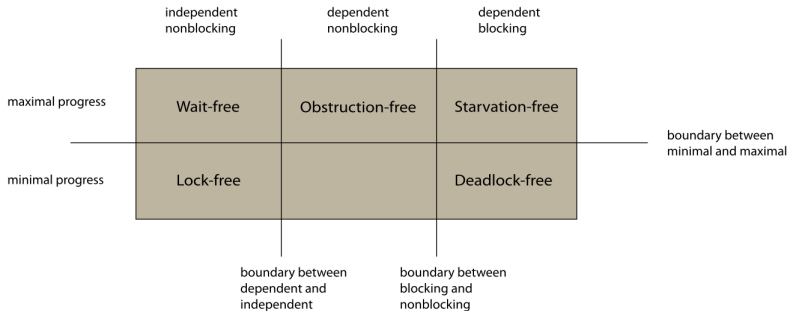 independent
nonblocking
dependent
nonblocking
dependent
blocking
maximal progress
Wait-free
Obstruction-free
Starvation-free
boundary between
minimal and maximal
minimal progress
Lock-free
Deadlock-free
boundary between
dependent and
independent
boundary between
blocking and
nonblocking